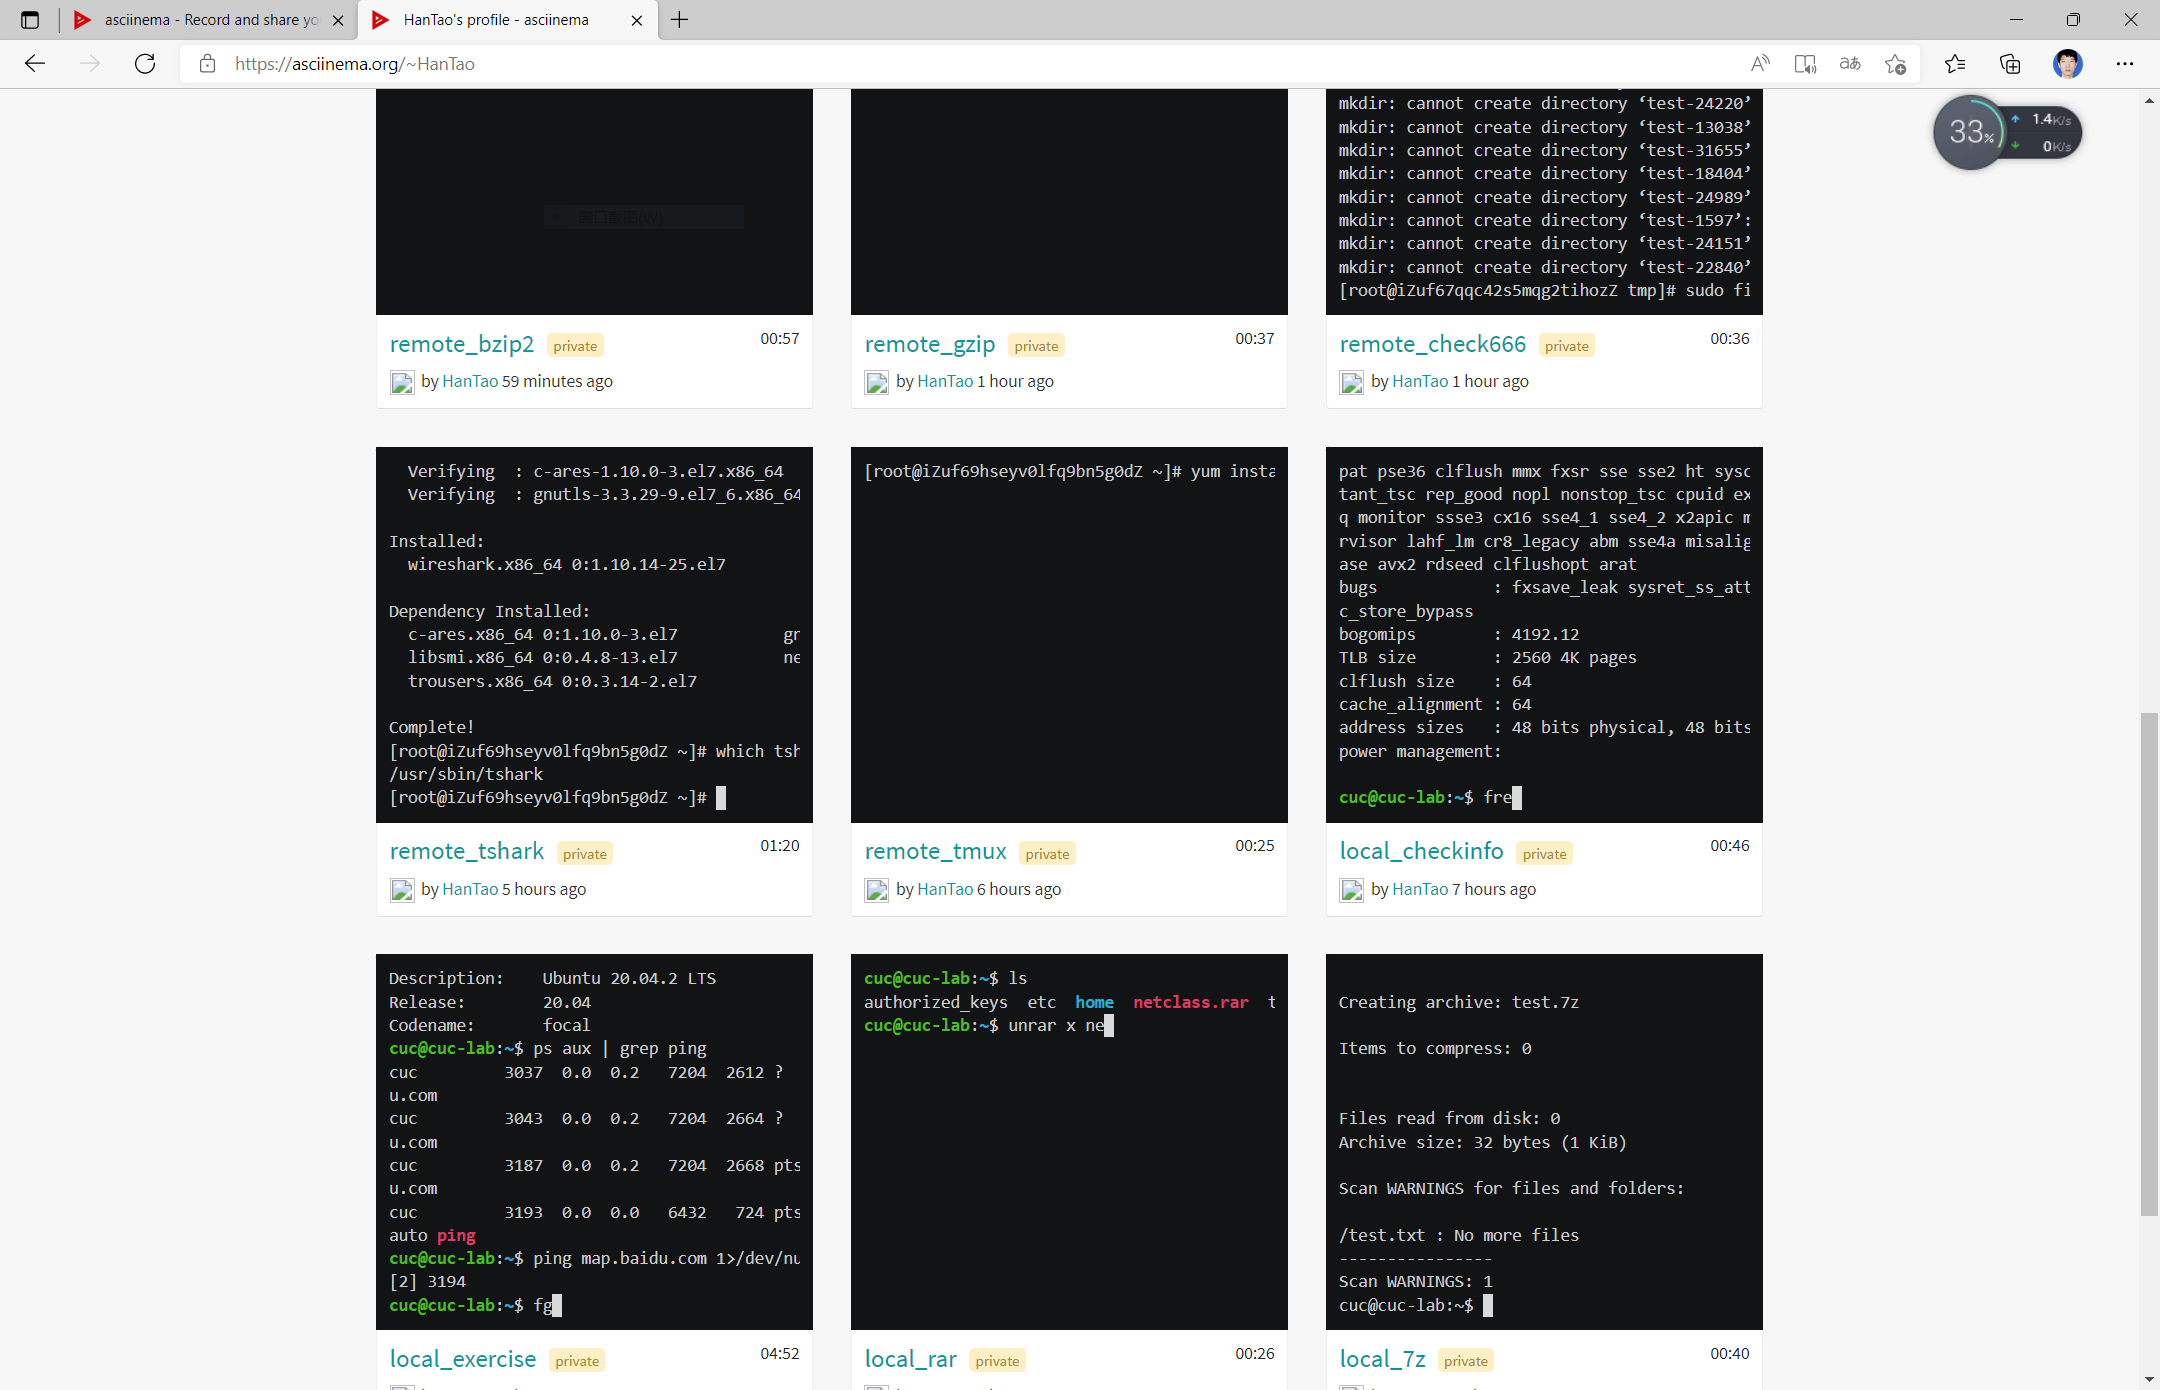 asciinema - Record and share yo
HanTao's profile - asciinema
https://asciinema.org/~HanTao
33%
1.4K/s
0K/s
remote_bzip2 private 00:57
by HanTao 59 minutes ago
remote_gzip private 00:37
by HanTao 1 hour ago
mkdir: cannot create directory ‘test-24220’
mkdir: cannot create directory ‘test-13038’
mkdir: cannot create directory ‘test-31655’
mkdir: cannot create directory ‘test-18404’
mkdir: cannot create directory ‘test-24989’
mkdir: cannot create directory ‘test-1597’:
mkdir: cannot create directory ‘test-24151’
mkdir: cannot create directory ‘test-22840’
[root@iZuf67qqc42s5mqg2tihozZ tmp]# sudo fi
remote_check666 private 00:36
by HanTao 1 hour ago
Verifying  : c-ares-1.10.0-3.el7.x86_64
Verifying  : gnutls-3.3.29-9.el7_6.x86_64
Installed:
wireshark.x86_64 0:1.10.14-25.el7
Dependency Installed:
c-ares.x86_64 0:1.10.0-3.el7 gn
libsmi.x86_64 0:0.4.8-13.el7 ne
trousers.x86_64 0:0.3.14-2.el7
Complete!
[root@iZuf69hseyv0lfq9bn5g0dZ ~]# which tsh
/usr/sbin/tshark
[root@iZuf69hseyv0lfq9bn5g0dZ ~]#
remote_tshark private 01:20
by HanTao 5 hours ago
[root@iZuf69hseyv0lfq9bn5g0dZ ~]# yum insta
remote_tmux private 00:25
by HanTao 6 hours ago
pat pse36 clflush mmx fxsr sse sse2 ht sysc
tant_tsc rep_good nopl nonstop_tsc cpuid ex
q monitor ssse3 cx16 sse4_1 sse4_2 x2apic m
rvisor lahf_lm cr8_legacy abm sse4a misalig
ase avx2 rdseed clflushopt arat
bugs : fxsave_leak sysret_ss_att
c_store_bypass
bogomips : 4192.12
TLB size : 2560 4K pages
clflush size : 64
cache_alignment : 64
address sizes : 48 bits physical, 48 bits
power management:
cuc@cuc-lab:~$ fre
local_checkinfo private 00:46
by HanTao 7 hours ago
Description: Ubuntu 20.04.2 LTS
Release: 20.04
Codename: focal
cuc@cuc-lab:~$ ps aux | grep ping
cuc 3037 0.0 0.2 7204 2612 ?
u.com
cuc 3043 0.0 0.2 7204 2664 ?
u.com
cuc 3187 0.0 0.2 7204 2668 pts
u.com
cuc 3193 0.0 0.0 6432 724 pts
auto ping
cuc@cuc-lab:~$ ping map.baidu.com 1>/dev/nu
[2] 3194
cuc@cuc-lab:~$ fg
local_exercise private 04:52
cuc@cuc-lab:~$ ls
authorized_keys etc home netclass.rar t
cuc@cuc-lab:~$ unrar x ne
local_rar private 00:26
Creating archive: test.7z
Items to compress: 0
Files read from disk: 0
Archive size: 32 bytes (1 KiB)
Scan WARNINGS for files and folders:
/test.txt : No more files
----------------
Scan WARNINGS: 1
cuc@cuc-lab:~$
local_7z private 00:40